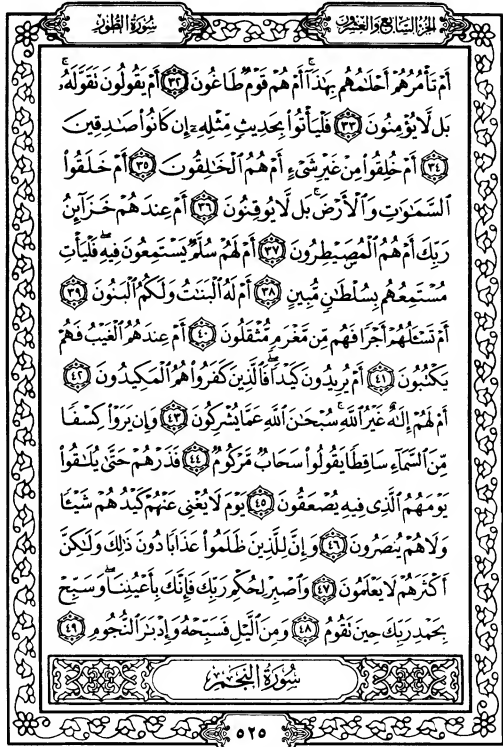 الجزء السابع والعشرون
سورة الطور
أَمْ تَأْمُرُهُمْ أَحْلَٰمُهُم بِهَٰذَآ ۚ أَمْ هُمْ قَوْمٌ طَاغُونَ ٣٢ أَمْ يَقُولُونَ تَقَوَّلَهُۥ ۚ
بَل لَّا يُؤْمِنُونَ ٣٣ فَلْيَأْتُوا۟ بِحَدِيثٍ مِّثْلِهِۦٓ إِن كَانُوا۟ صَٰدِقِينَ
٣٤ أَمْ خُلِقُوا۟ مِنْ غَيْرِ شَىْءٍ أَمْ هُمُ ٱلْخَٰلِقُونَ ٣٥ أَمْ خَلَقُوا۟
ٱلسَّمَٰوَٰتِ وَٱلْأَرْضَ ۚ بَل لَّا يُوقِنُونَ ٣٦ أَمْ عِندَهُمْ خَزَآئِنُ
رَبِّكَ أَمْ هُمُ ٱلْمُصَۣيْطِرُونَ ٣٧ أَمْ لَهُمْ سُلَّمٌ يَسْتَمِعُونَ فِيهِ ۖ فَلْيَأْتِ
مُسْتَمِعُهُم بِسُلْطَٰنٍ مُّبِينٍ ٣٨ أَمْ لَهُ ٱلْبَنَٰتُ وَلَكُمُ ٱلْبَنُونَ ٣٩
أَمْ تَسْـَٔلُهُمْ أَجْرًا فَهُم مِّن مَّغْرَمٍ مُّثْقَلُونَ ٤٠ أَمْ عِندَهُمُ ٱلْغَيْبُ فَهُمْ
يَكْتُبُونَ ٤١ أَمْ يُرِيدُونَ كَيْدًا ۖ فَٱلَّذِينَ كَفَرُوا۟ هُمُ ٱلْمَكِيدُونَ ٤٢
أَمْ لَهُمْ إِلَٰهٌ غَيْرُ ٱللَّهِ ۚ سُبْحَٰنَ ٱللَّهِ عَمَّا يُشْرِكُونَ ٤٣ وَإِن يَرَوْا۟ كِسْفًا
مِّنَ ٱلسَّمَآءِ سَاقِطًا يَقُولُوا۟ سَحَابٌ مَّرْكُومٌ ٤٤ فَذَرْهُمْ حَتَّىٰ يُلَٰقُوا۟
يَوْمَهُمُ ٱلَّذِى فِيهِ يُصْعَقُونَ ٤٥ يَوْمَ لَا يُغْنِى عَنْهُمْ كَيْدُهُمْ شَيْـًٔا
وَلَا هُمْ يُنصَرُونَ ٤٦ وَإِنَّ لِلَّذِينَ ظَلَمُوا۟ عَذَابًا دُونَ ذَٰلِكَ وَلَٰكِنَّ
أَكْثَرَهُمْ لَا يَعْلَمُونَ ٤٧ وَٱصْبِرْ لِحُكْمِ رَبِّكَ فَإِنَّكَ بِأَعْيُنِنَا ۖ وَسَبِّحْ
بِحَمْدِ رَبِّكَ حِينَ تَقُومُ ٤٨ وَمِنَ ٱلَّيْلِ فَسَبِّحْهُ وَإِدْبَٰرَ ٱلنُّجُومِ ٤٩
سُورَةُ النَّجْمِ
٥٢٥